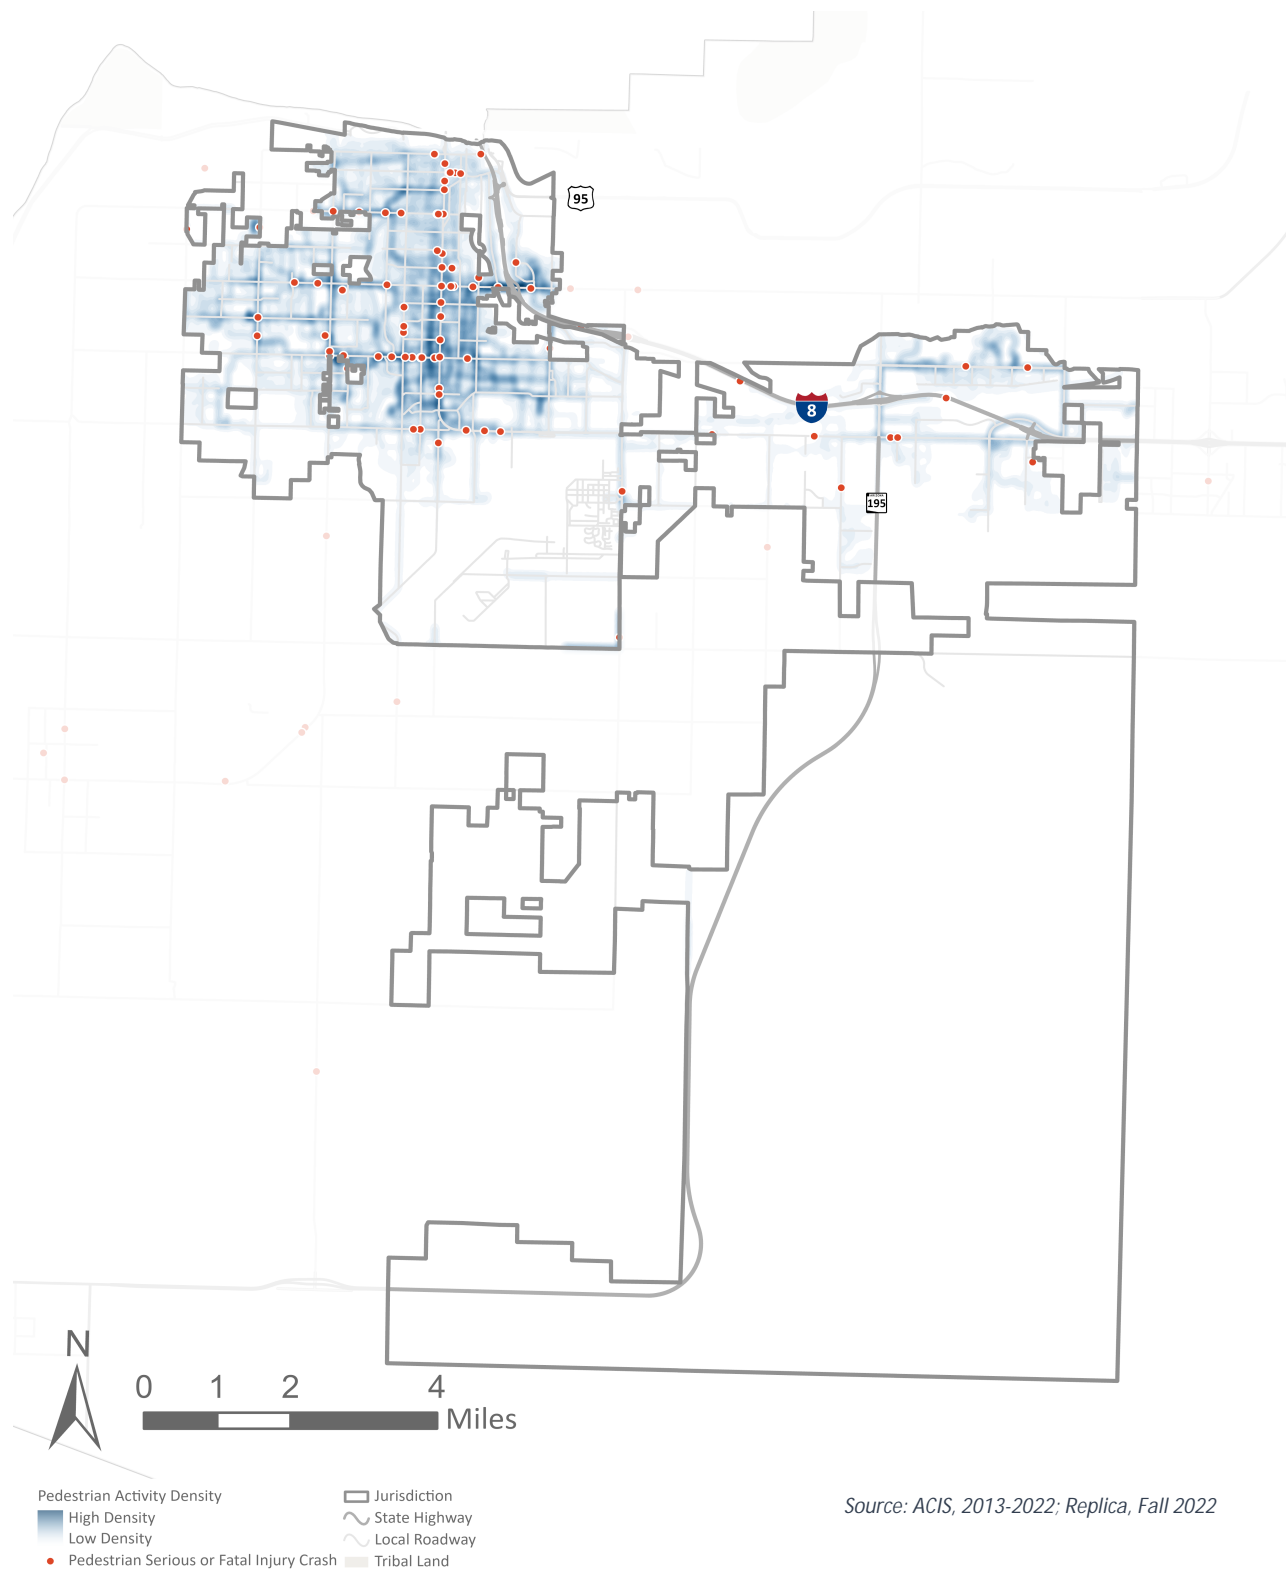 95
8
195
N
0 1 2 4
Miles
Pedestrian Activity Density
High Density
Low Density
Pedestrian Serious or Fatal Injury Crash
Jurisdiction
State Highway
Local Roadway
Tribal Land
Source: ACIS, 2013-2022; Replica, Fall 2022